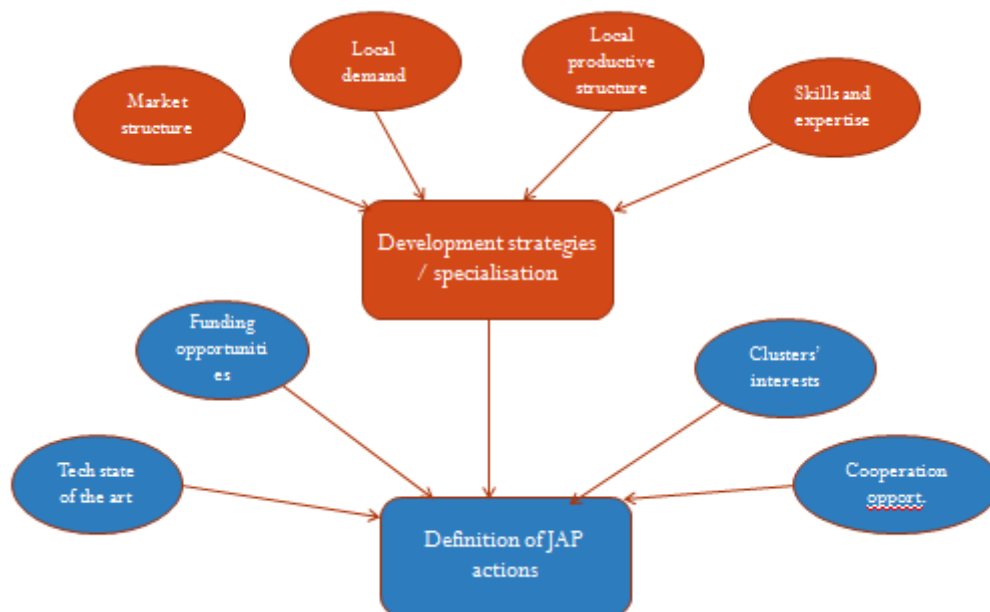 Local
demand
Local
productive
structure
Market
structure
Skills and
expertise
Development strategies
/ specialisation
Funding
opportuniti
es
Clusters'
interests
Tech state
of the art
Cooperation
opport.
Definition of JAP
actions